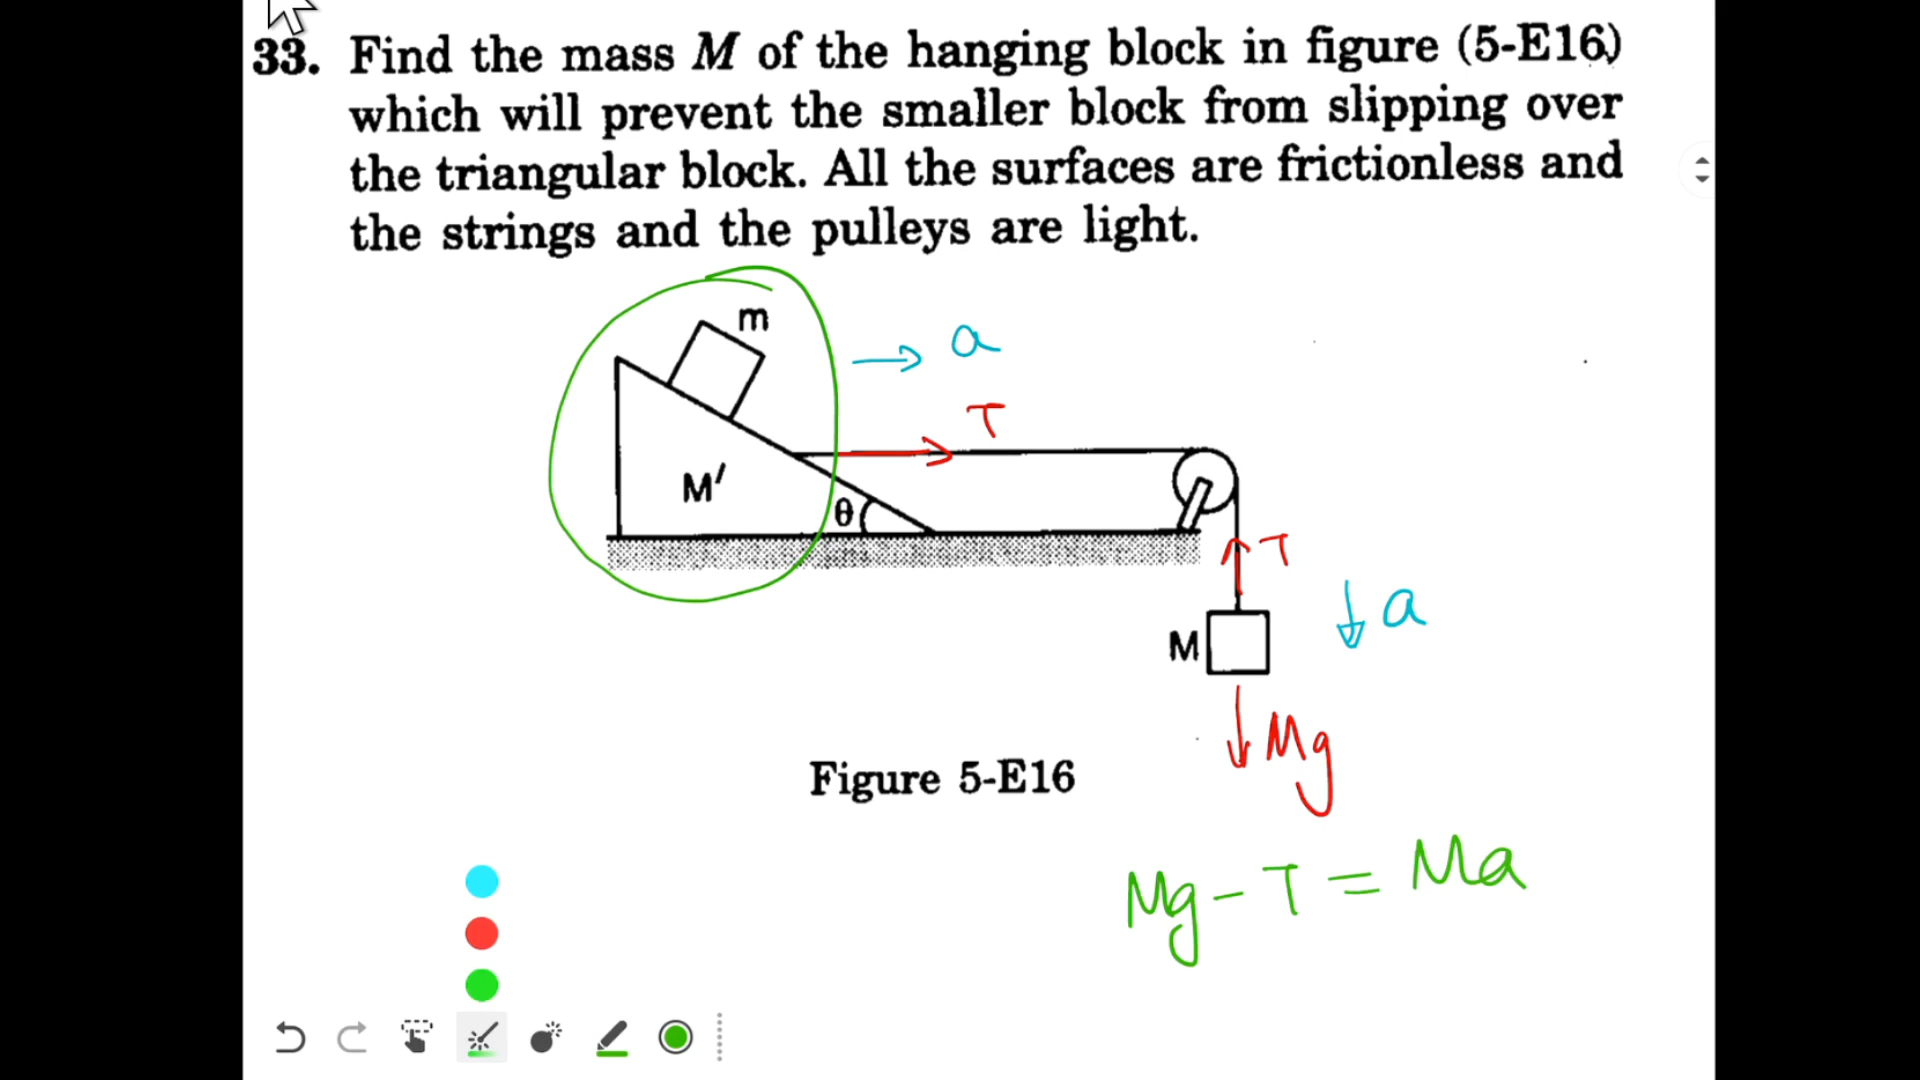 33. Find the mass M of the hanging block in figure (5-E16)
which will prevent the smaller block from slipping over
the triangular block. All the surfaces are frictionless and
the strings and the pulleys are light.
m
a
T
M′
θ
T
a
M
Mg
Figure 5-E16
Mg - T = Ma